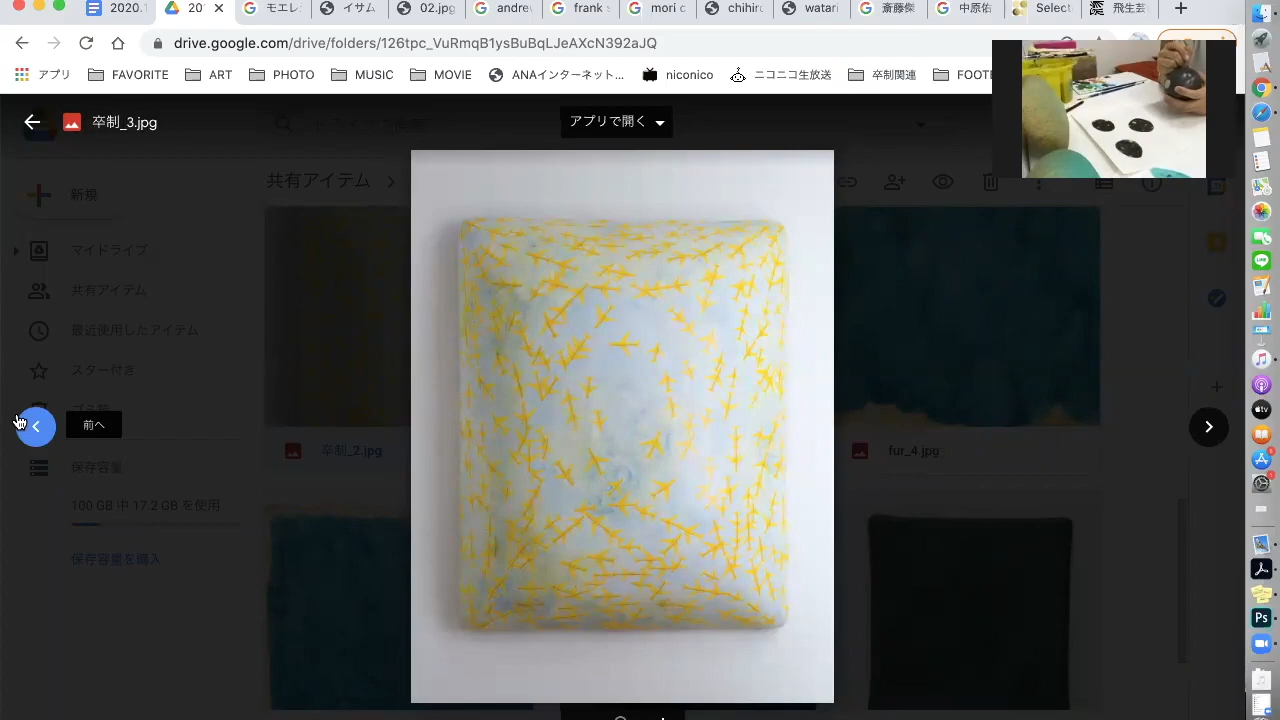 2020.1
20
モエレ
イサム
02.jpg
andre
frank s
mori c
chihiro
watari
斎藤傑
中原佑
Select
飛生芸
drive.google.com/drive/folders/126tpc_VuRmqB1ysBuBqLJeAXcN392aJQ
アプリ
FAVORITE
ART
PHOTO
MUSIC
MOVIE
ANAインターネット...
niconico
ニコニコ生放送
卒制関連
FOOT
卒制_3.jpg
アプリで開く
共有アイテム
新規
マイドライブ
共有アイテム
最近使用したアイテム
スター付き
前へ
保存容量
100 GB 中 17.2 GB を使用
保存容量を購入
卒制_2.jpg
fur_4.jpg
tv
Ps